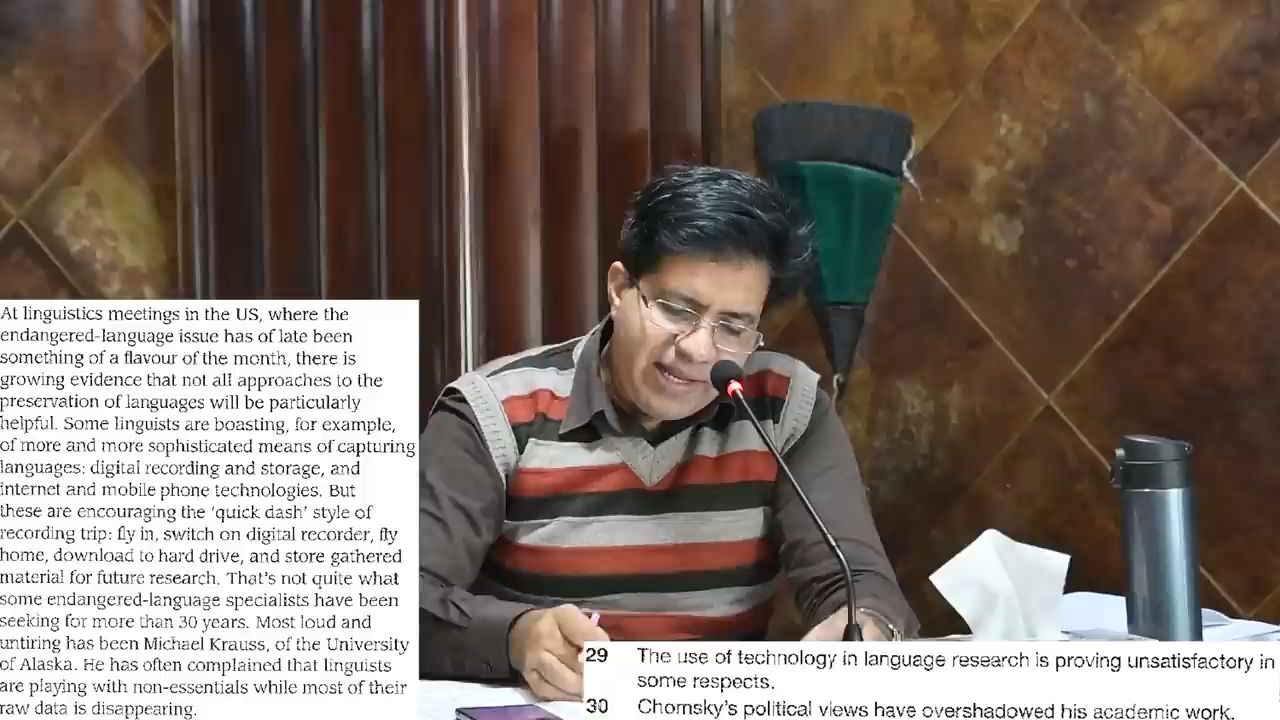 At linguistics meetings in the US, where the
endangered-language issue has of late been
something of a flavour of the month, there is
growing evidence that not all approaches to the
preservation of languages will be particularly
helpful. Some linguists are boasting, for example,
of more and more sophisticated means of capturing
languages: digital recording and storage, and
internet and mobile phone technologies. But
these are encouraging the ‘quick dash’ style of
recording trip: fly in, switch on digital recorder, fly
home, download to hard drive, and store gathered
material for future research. That’s not quite what
some endangered-language specialists have been
seeking for more than 30 years. Most loud and
untiring has been Michael Krauss, of the University
of Alaska. He has often complained that linguists
are playing with non-essentials while most of their
raw data is disappearing.
29 The use of technology in language research is proving unsatisfactory in
some respects.
30 Chomsky’s political views have overshadowed his academic work.